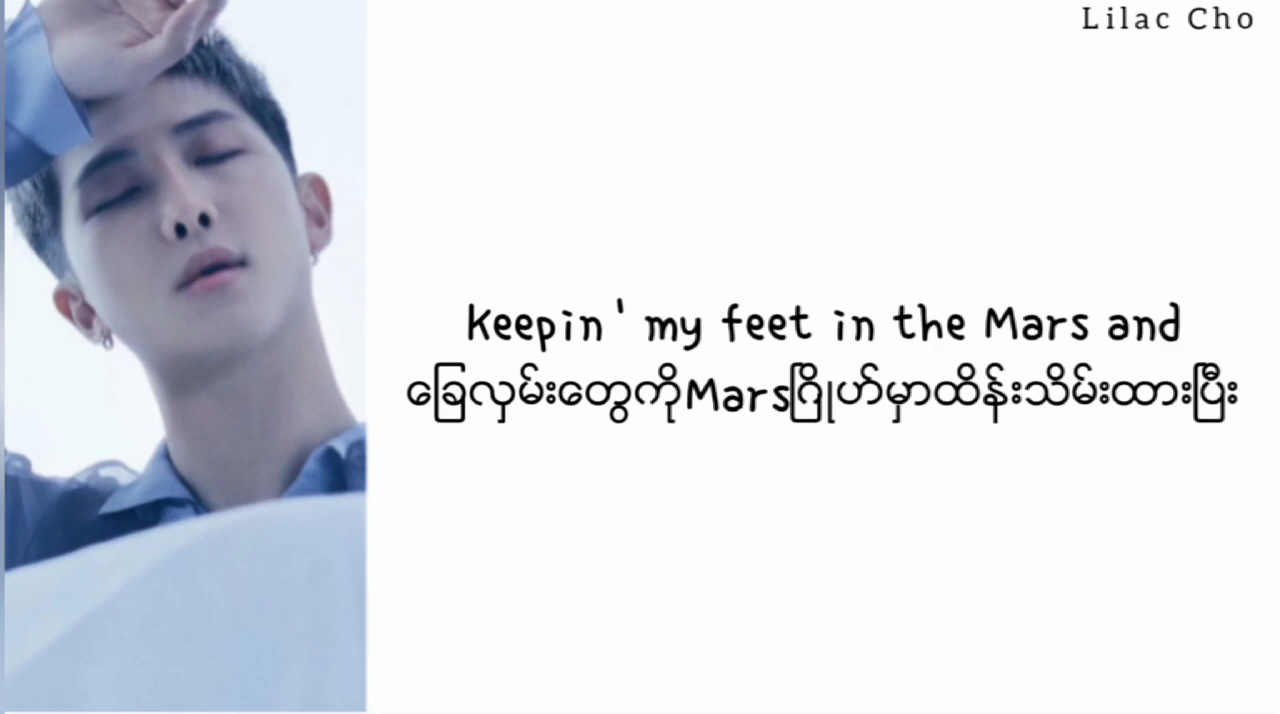 Lilac Cho
Keepin' my feet in the Mars and
ခြေလှမ်းတွေကိုMarsဂြိုဟ်မှာထိန်းသိမ်းထားပြီး